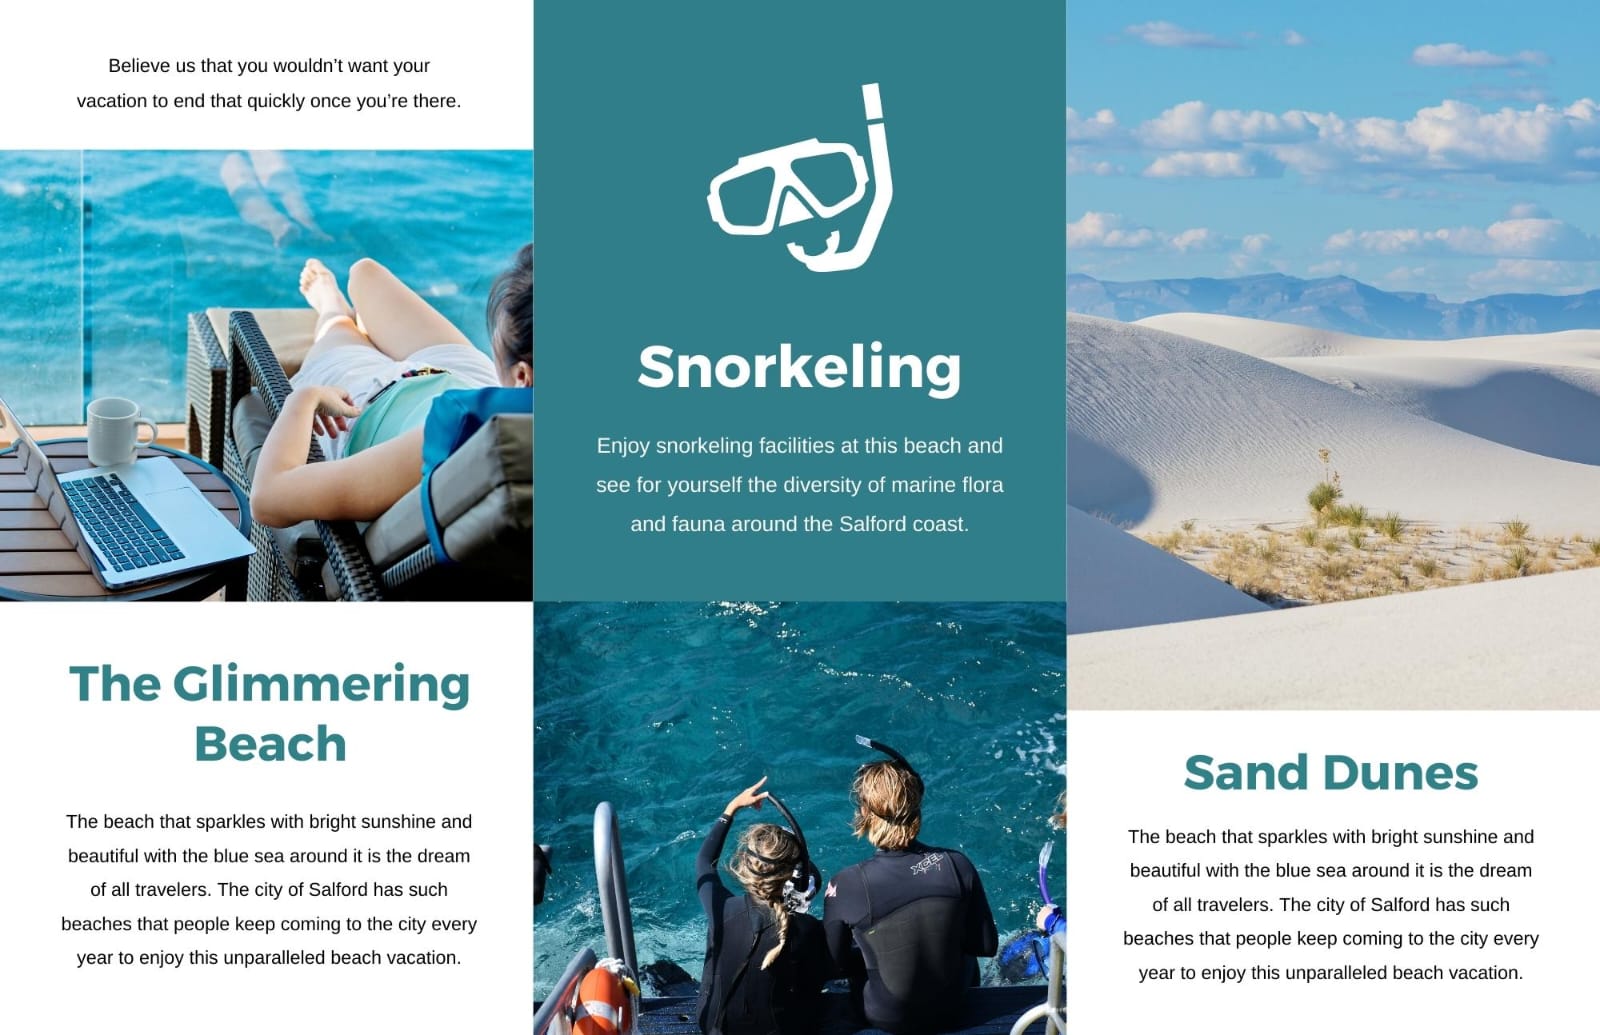 Believe us that you wouldn’t want your
vacation to end that quickly once you’re there.
The Glimmering
Beach
The beach that sparkles with bright sunshine and
beautiful with the blue sea around it is the dream
of all travelers. The city of Salford has such
beaches that people keep coming to the city every
year to enjoy this unparalleled beach vacation.
Snorkeling
Enjoy snorkeling facilities at this beach and
see for yourself the diversity of marine flora
and fauna around the Salford coast.
XCEL
Sand Dunes
The beach that sparkles with bright sunshine and
beautiful with the blue sea around it is the dream
of all travelers. The city of Salford has such
beaches that people keep coming to the city every
year to enjoy this unparalleled beach vacation.